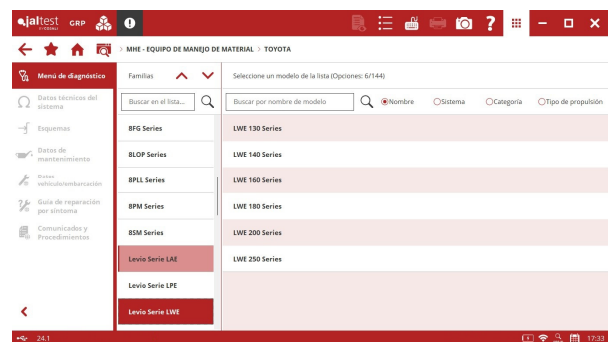 jaltest GRP
BY COJALI
> MHE - EQUIPO DE MANEJO DE MATERIAL > TOYOTA
Menú de diagnóstico
Datos técnicos del
sistema
Esquemas
Datos de
mantenimiento
Datos
vehículo/embarcación
Guía de reparación
por síntoma
Comunicados y
Procedimientos
Familias
Buscar en el lista...
8FG Series
8LOP Series
8PLL Series
8PM Series
8SM Series
Levio Serie LAE
Levio Serie LPE
Levio Serie LWE
Seleccione un modelo de la lista (Opciones: 6/144)
Buscar por nombre de modelo
Nombre
Sistema
Categoría
Tipo de propulsión
LWE 130 Series
LWE 140 Series
LWE 160 Series
LWE 180 Series
LWE 200 Series
LWE 250 Series
24.1
17:33